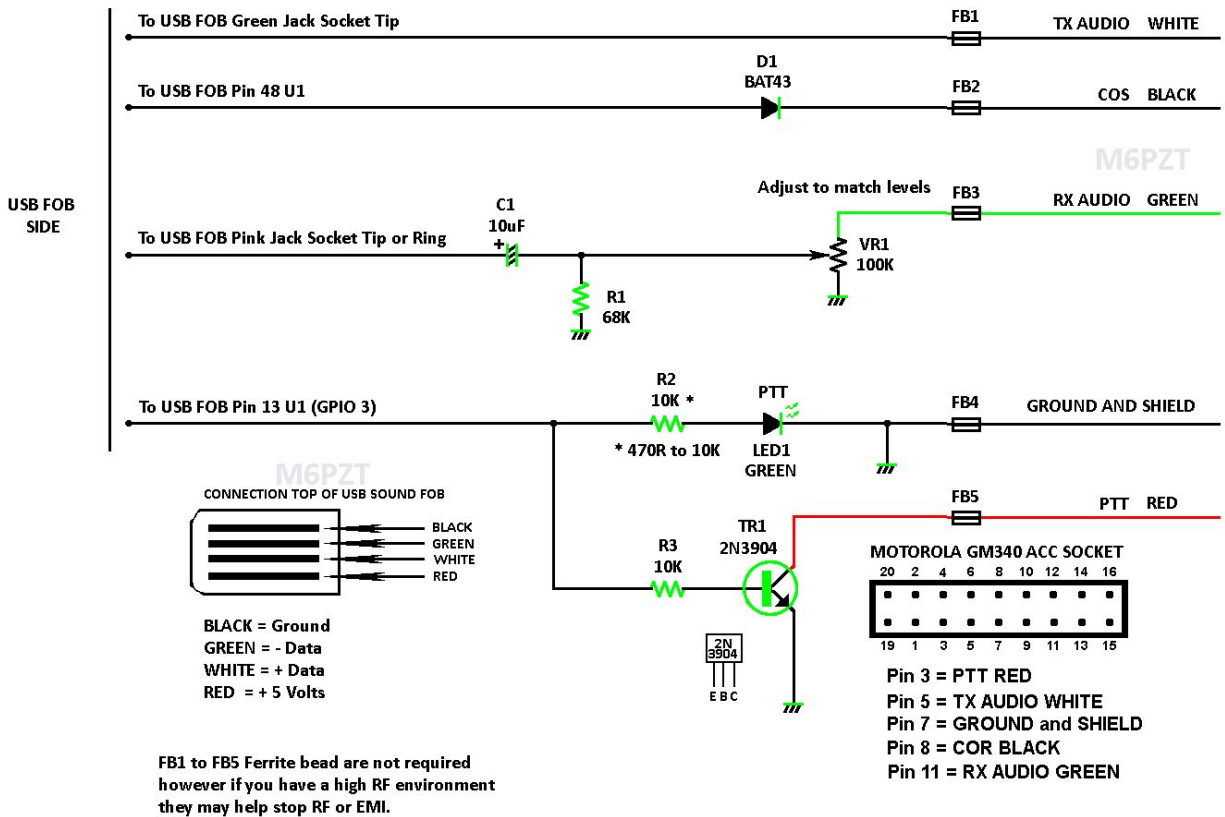 To USB FOB Green Jack Socket Tip
FB1
TX AUDIO WHITE
D1
BAT43
To USB FOB Pin 48 U1
FB2
COS BLACK
M6PZT
USB FOB
SIDE
Adjust to match levels
FB3
RX AUDIO GREEN
C1
10uF
+
To USB FOB Pink Jack Socket Tip or Ring
VR1
100K
R1
68K
R2
10K *
PTT
To USB FOB Pin 13 U1 (GPIO 3)
FB4
GROUND AND SHIELD
* 470R to 10K
LED1
GREEN
M6PZT
CONNECTION TOP OF USB SOUND FOB
BLACK
GREEN
WHITE
RED
BLACK = Ground
GREEN = - Data
WHITE = + Data
RED = + 5 Volts
FB5
PTT RED
TR1
2N3904
R3
10K
2N
3904
E B C
MOTOROLA GM340 ACC SOCKET
20 2 4 6 8 10 12 14 16
19 1 3 5 7 9 11 13 15
Pin 3 = PTT RED
Pin 5 = TX AUDIO WHITE
Pin 7 = GROUND and SHIELD
Pin 8 = COR BLACK
Pin 11 = RX AUDIO GREEN
FB1 to FB5 Ferrite bead are not required
however if you have a high RF environment
they may help stop RF or EMI.